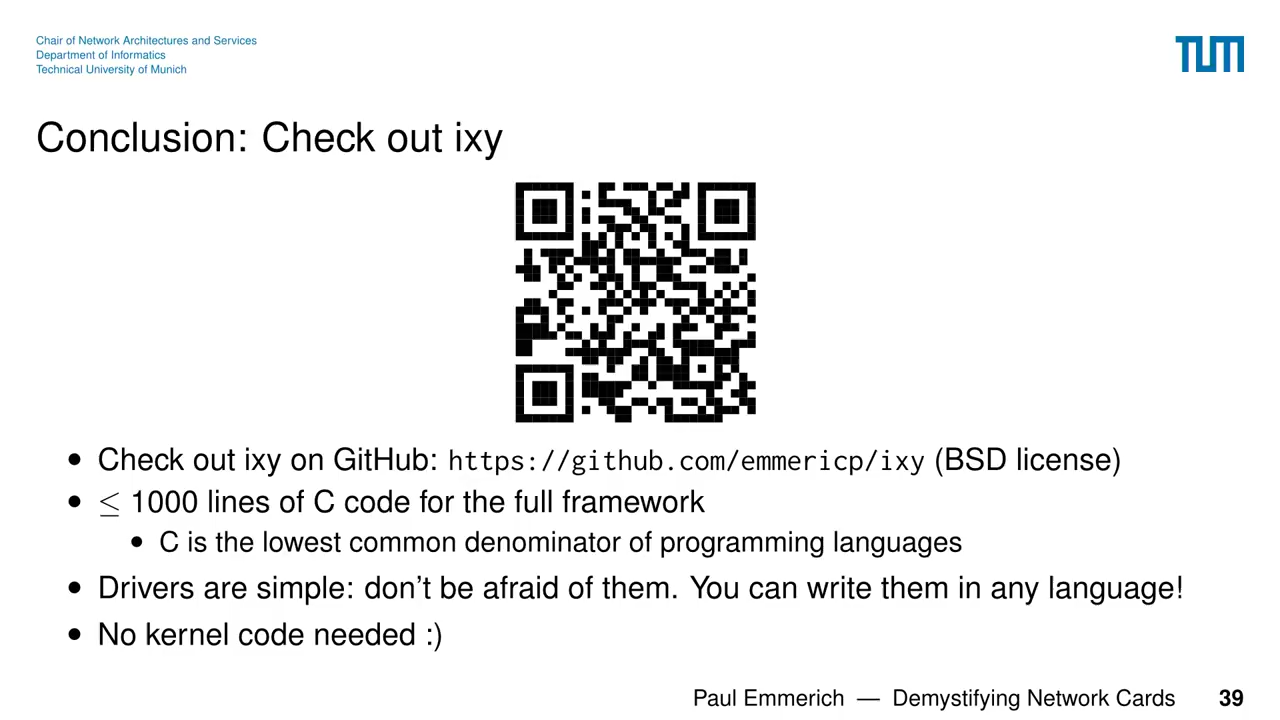 Chair of Network Architectures and Services
Department of Informatics
Technical University of Munich
TUM
Conclusion: Check out ixy
• Check out ixy on GitHub: https://github.com/emmericp/ixy (BSD license)
• ≤ 1000 lines of C code for the full framework
• C is the lowest common denominator of programming languages
• Drivers are simple: don't be afraid of them. You can write them in any language!
• No kernel code needed :)
Paul Emmerich — Demystifying Network Cards 39